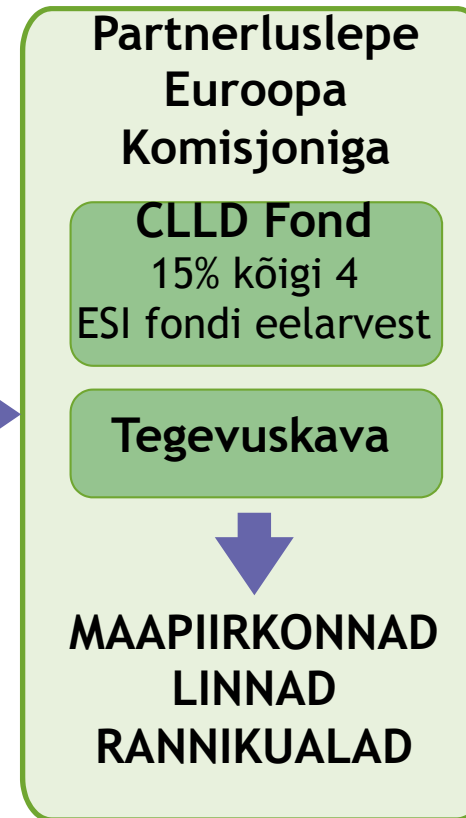 Partnerluslepe
Euroopa
Komisjoniga
CLLD Fond
15% kõigi 4
ESI fondi eelarvest
Tegevuskava
MAAPIIRKONNAD
LINNAD
RANNIKUALAD